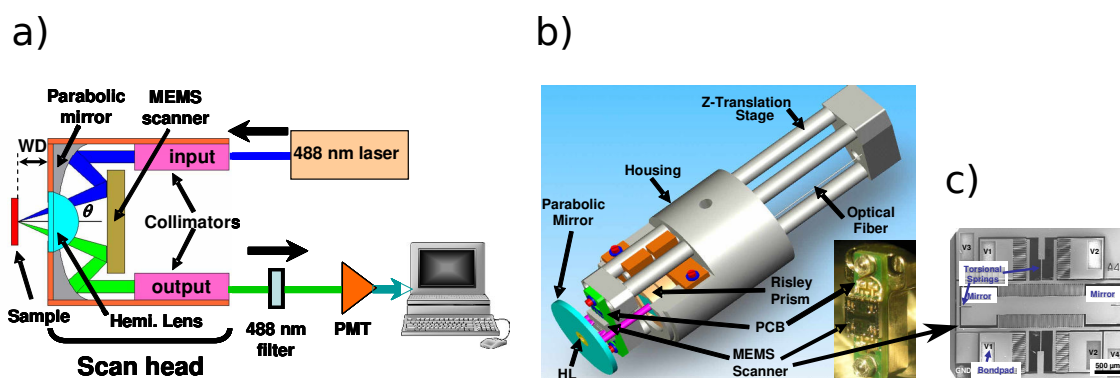 a)
Parabolic
mirror
MEMS
scanner
WD
input
488 nm laser
θ
Collimators
output
Sample
Hemi. Lens
488 nm
filter
PMT
Scan head
b)
Z-Translation
Stage
Housing
Parabolic
Mirror
Optical
Fiber
Risley
Prism
PCB
MEMS
Scanner
HL
c)
V3
V2
Torsional
Springs
Mirror
Mirror
V1
V2
V4
GND
Bondpad
500 µm